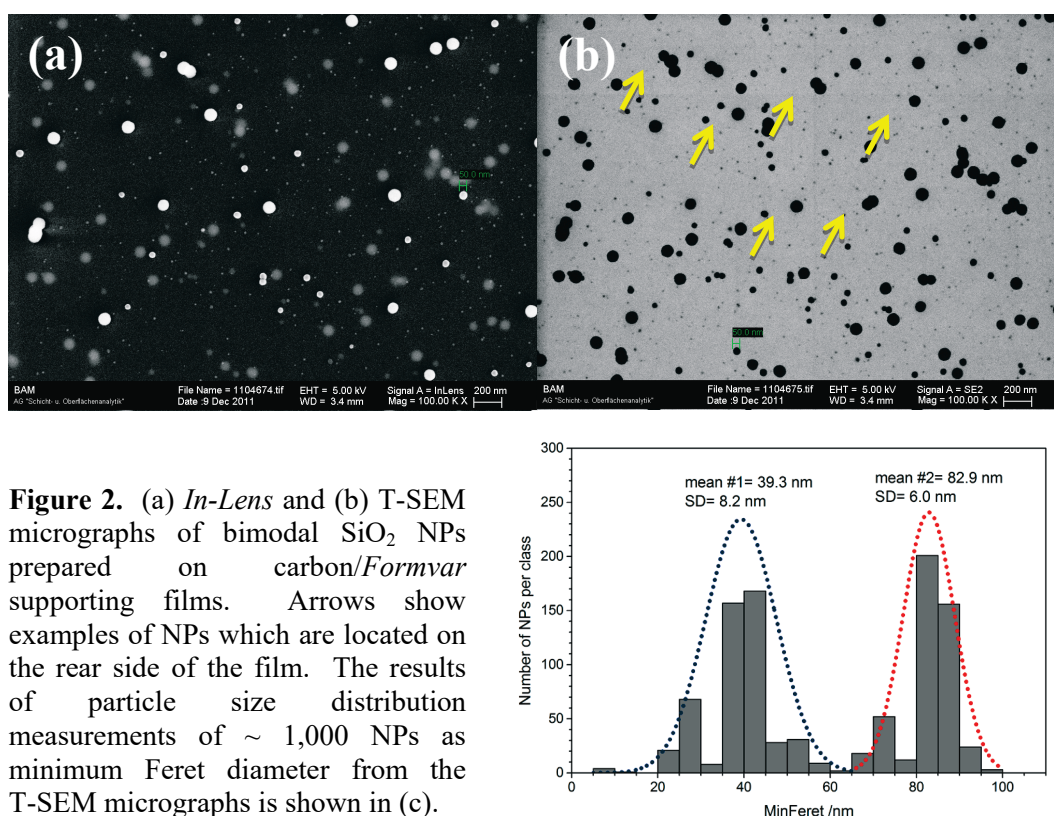 (a)
50.0 nm
BAM
AG "Schicht- u. Oberflächenanalytik"
File Name = 1104674.tif
Date :9 Dec 2011
EHT = 5.00 kV
WD = 3.4 mm
Signal A = InLens
Mag = 100.00 K X
200 nm
(b)
50.0 nm
BAM
AG "Schicht- u. Oberflächenanalytik"
File Name = 1104675.tif
Date :9 Dec 2011
EHT = 5.00 kV
WD = 3.4 mm
Signal A = SE2
Mag = 100.00 K X
200 nm
Figure 2. (a) In-Lens and (b) T-SEM
micrographs of bimodal SiO₂ NPs
prepared on carbon/Formvar
supporting films. Arrows show
examples of NPs which are located on
the rear side of the film. The results
of particle size distribution
measurements of ~ 1,000 NPs as
minimum Feret diameter from the
T-SEM micrographs is shown in (c).
mean #1= 39.3 nm
SD= 8.2 nm
mean #2= 82.9 nm
SD= 6.0 nm
Number of NPs per class
300
250
200
150
100
50
0
0 20 40 60 80 100
MinFeret /nm